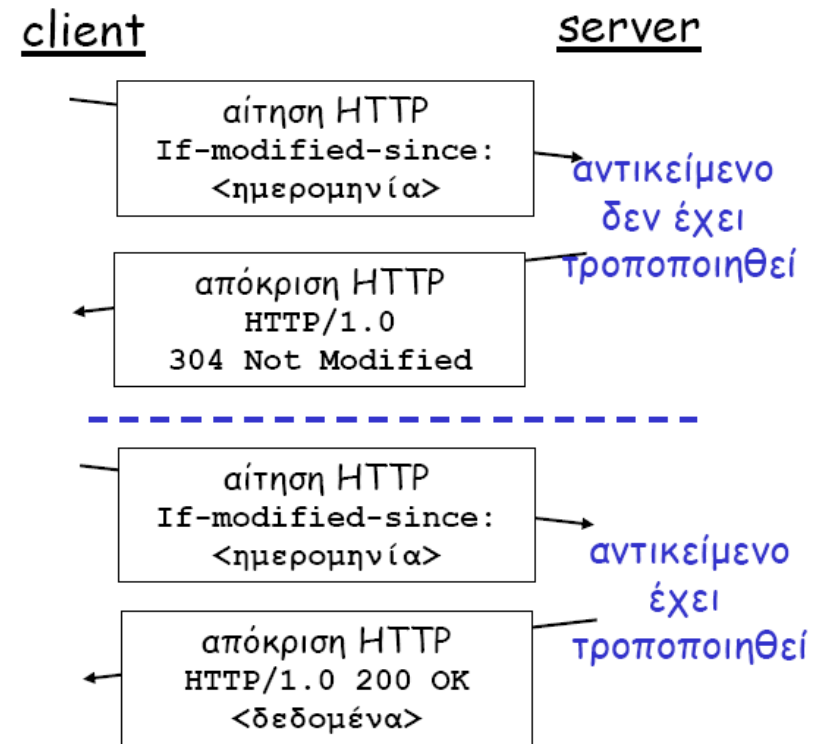 client
server
αίτηση HTTP
If-modified-since:
<ημερομηνία>
αντικείμενο
δεν έχει
τροποποιηθεί
απόκριση HTTP
HTTP/1.0
304 Not Modified
αίτηση HTTP
If-modified-since:
<ημερομηνία>
αντικείμενο
έχει
τροποποιηθεί
απόκριση HTTP
HTTP/1.0 200 OK
<δεδομένα>